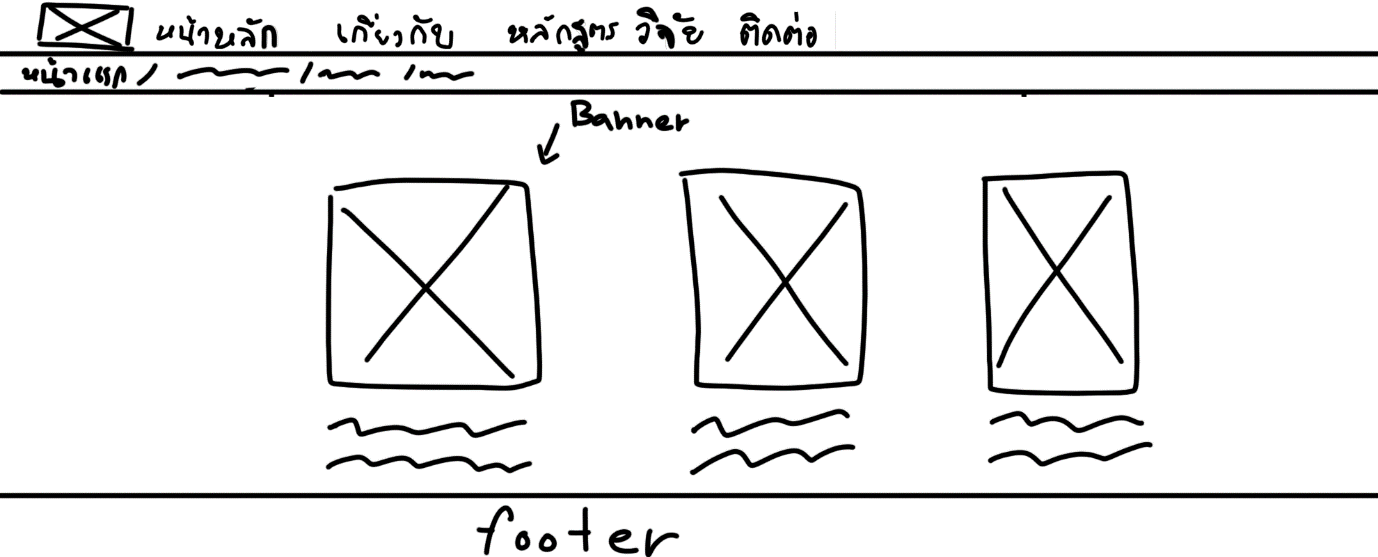 หน้าหลัก เกี่ยวกับ หลักสูตร วิจัย ติดต่อ
หน้าแรก / / /
Banner
footer